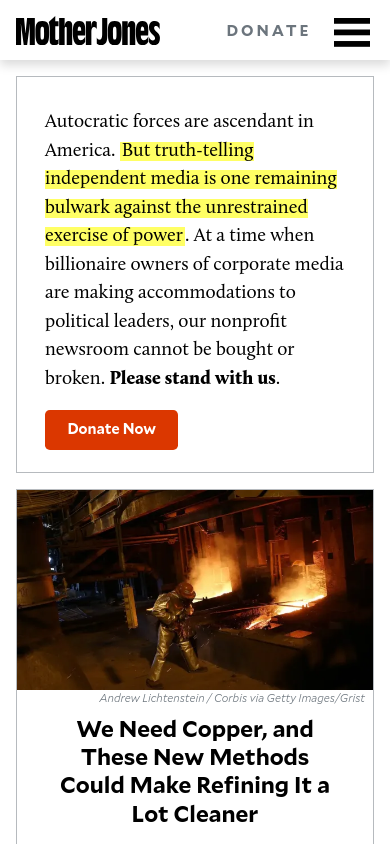 Mother Jones
DONATE
Autocratic forces are ascendant in
America. But truth-telling
independent media is one remaining
bulwark against the unrestrained
exercise of power. At a time when
billionaire owners of corporate media
are making accommodations to
political leaders, our nonprofit
newsroom cannot be bought or
broken. Please stand with us.
Donate Now
Andrew Lichtenstein / Corbis via Getty Images/Grist
We Need Copper, and
These New Methods
Could Make Refining It a
Lot Cleaner